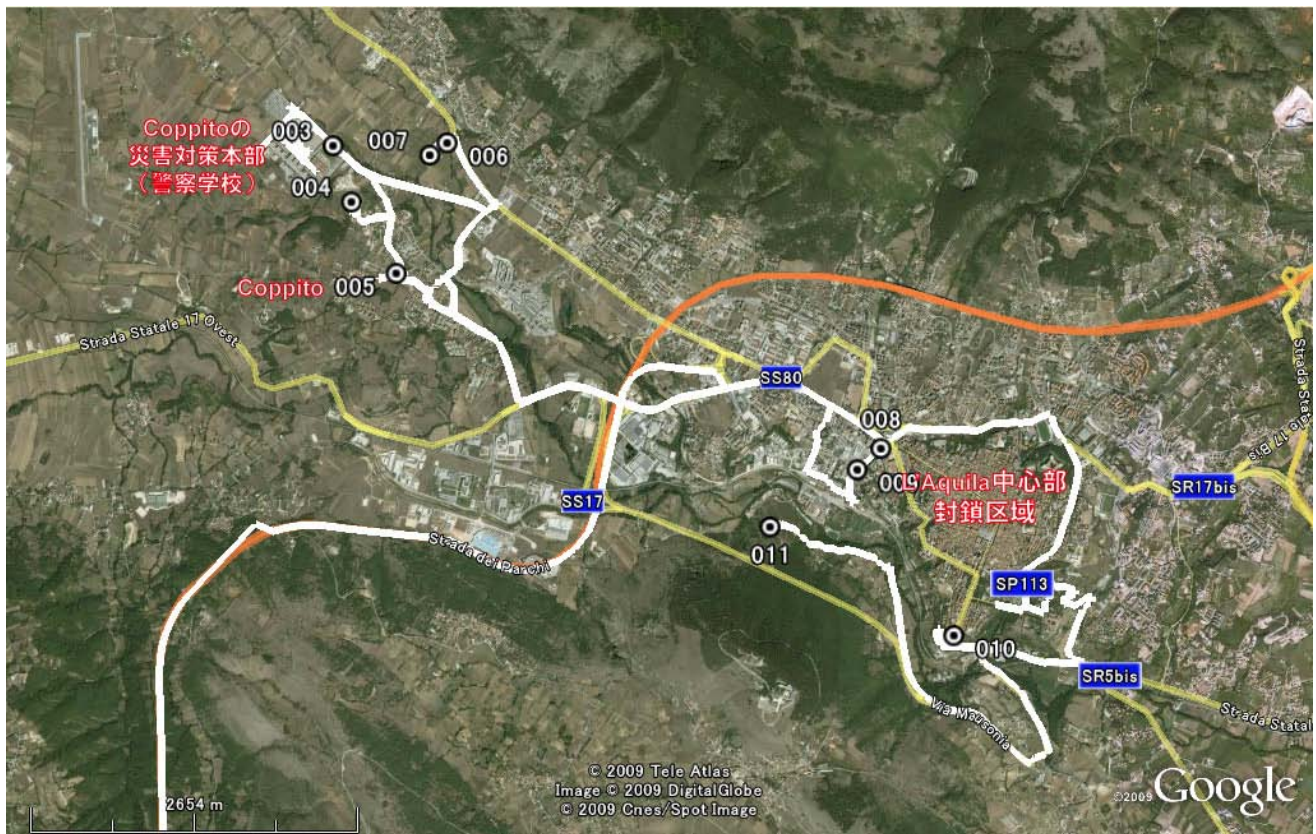 Coppitoの
災害対策本部
（警察学校）
003
007
006
004
Coppito
005
Strada Statale 17 Ovest
SS80
008
009
L'Aquila中心部
封鎖区域
SS17
011
Strada dei Parchi
SP113
010
SR17bis
Strada Statale 17 Bis
SR5bis
Via Mausonia
Strada Statal
2654 m
© 2009 Tele Atlas
Image © 2009 DigitalGlobe
© 2009 Cnes/Spot Image
©2009 Google